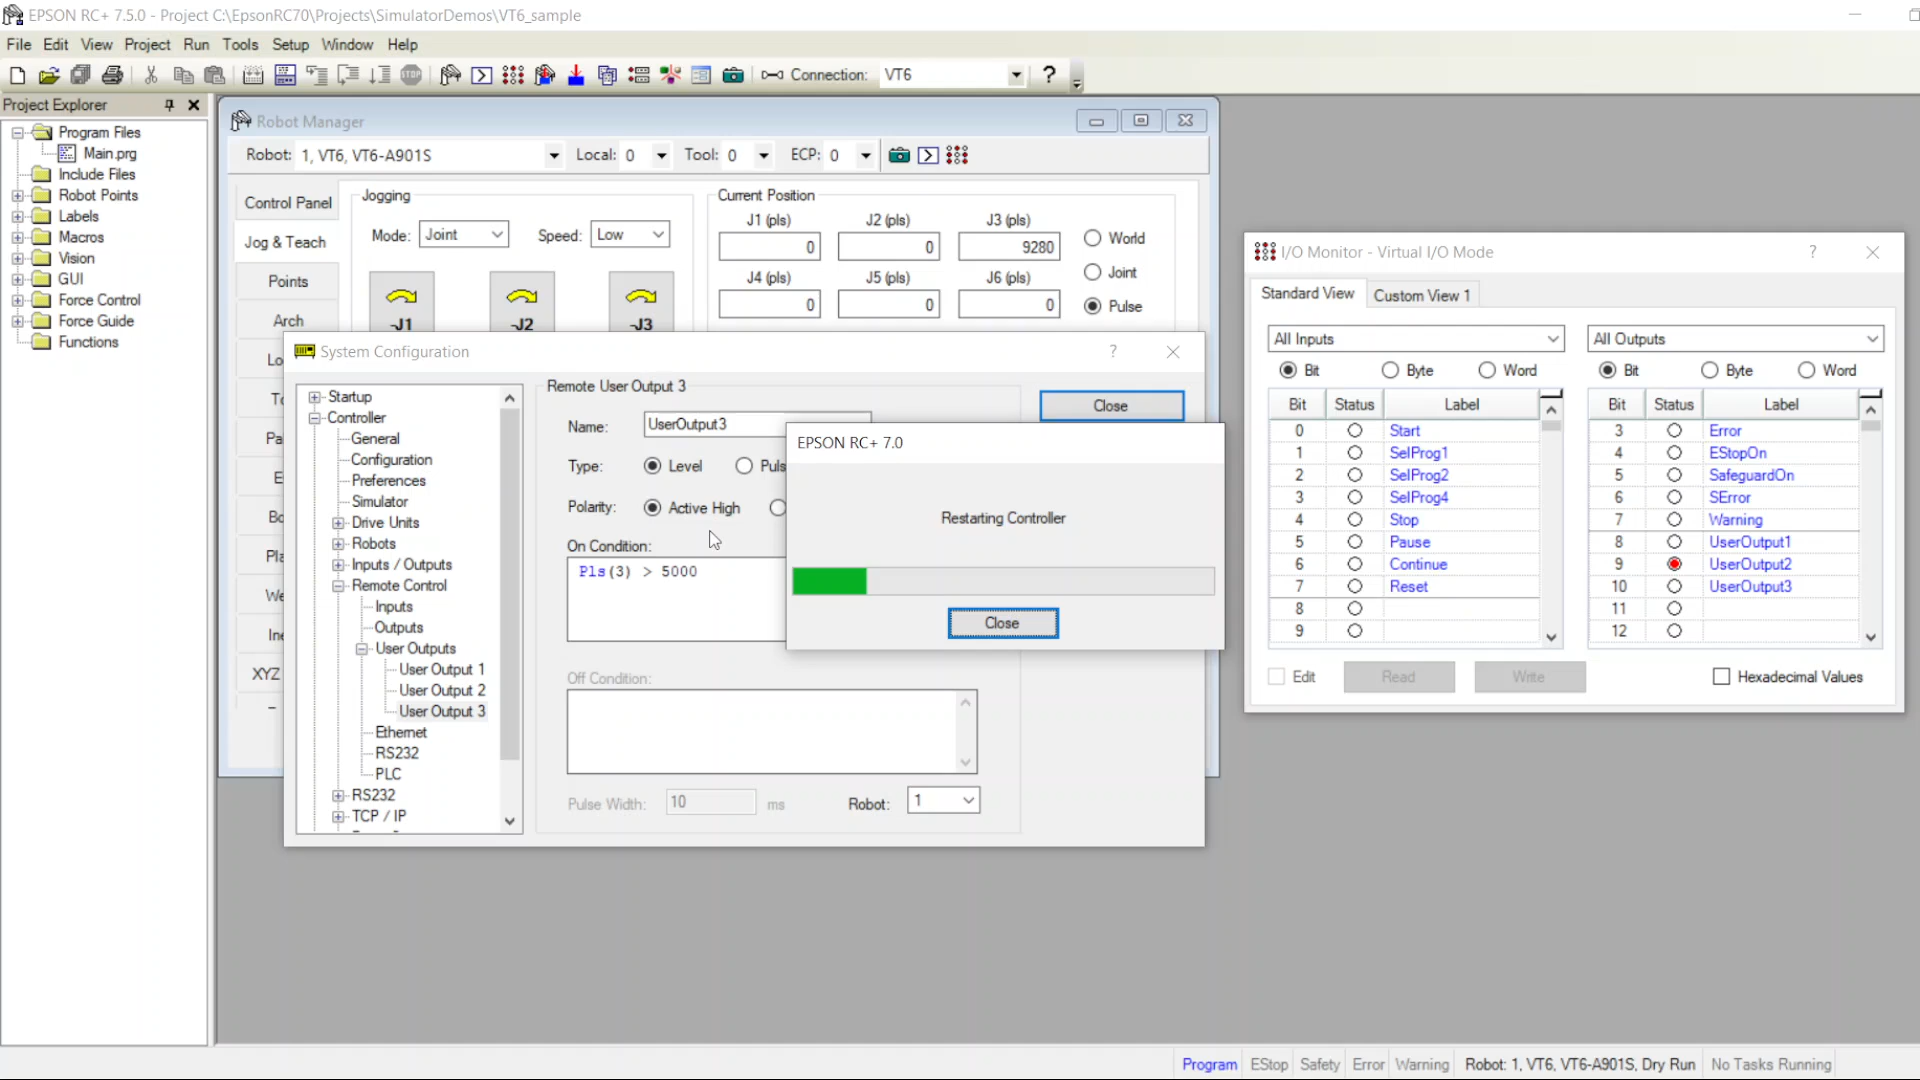 EPSON RC+ 7.5.0 - Project C:\EpsonRC70\Projects\SimulatorDemos\VT6_sample
File Edit View Project Run Tools Setup Window Help
STOP Connection: VT6 ?
Project Explorer
Program Files
Main.prg
Include Files
Robot Points
Labels
Macros
Vision
GUI
Force Control
Force Guide
Functions
Robot Manager
Robot: 1, VT6, VT6-A901S Local: 0 Tool: 0 ECP: 0
Control Panel
Jog & Teach
Points
Arch
XYZ
Jogging
Mode: Joint Speed: Low
-J1 -J2 -J3
Current Position
J1 (pls) J2 (pls) J3 (pls)
0 0 9280
J4 (pls) J5 (pls) J6 (pls)
0 0 0
World
Joint
Pulse
System Configuration ?
Startup
Controller
General
Configuration
Preferences
Simulator
Drive Units
Robots
Inputs / Outputs
Remote Control
Inputs
Outputs
User Outputs
User Output 1
User Output 2
User Output 3
Ethernet
RS232
PLC
RS232
TCP / IP
Remote User Output 3
Name: UserOutput3
Type: Level Puls
Polarity: Active High
On Condition:
Pls(3) > 5000
Off Condition:
Pulse Width: 10 ms Robot: 1
Close
EPSON RC+ 7.0
Restarting Controller
Close
I/O Monitor - Virtual I/O Mode ?
Standard View Custom View 1
All Inputs All Outputs
Bit Byte Word Bit Byte Word
Bit Status Label Bit Status Label
0 Start 3 Error
1 SelProg1 4 EStopOn
2 SelProg2 5 SafeguardOn
3 SelProg4 6 SError
4 Stop 7 Warning
5 Pause 8 UserOutput1
6 Continue 9 UserOutput2
7 Reset 10 UserOutput3
8 11
9 12
Edit Read Write Hexadecimal Values
Program EStop Safety Error Warning Robot: 1, VT6, VT6-A901S, Dry Run No Tasks Running